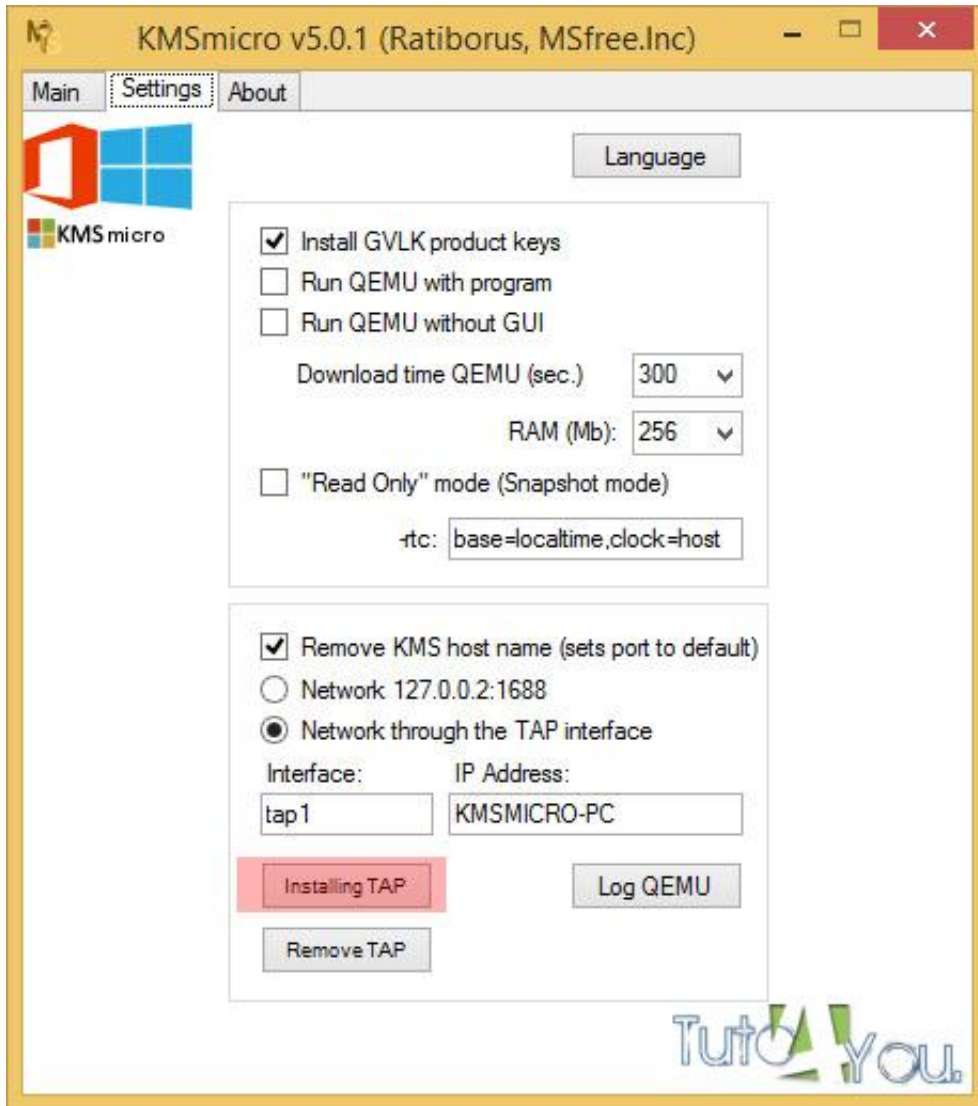 KMSmicro v5.0.1 (Ratiborus, MSfree.Inc)
Main Settings About
Language
KMSmicro
Install GVLK product keys
Run QEMU with program
Run QEMU without GUI
Download time QEMU (sec.) 300
RAM (Mb): 256
"Read Only" mode (Snapshot mode)
-rtc: base=localtime,clock=host
Remove KMS host name (sets port to default)
Network 127.0.0.2:1688
Network through the TAP interface
Interface: IP Address:
tap1 KMSMICRO-PC
Installing TAP Log QEMU
Remove TAP
Tuto4You.